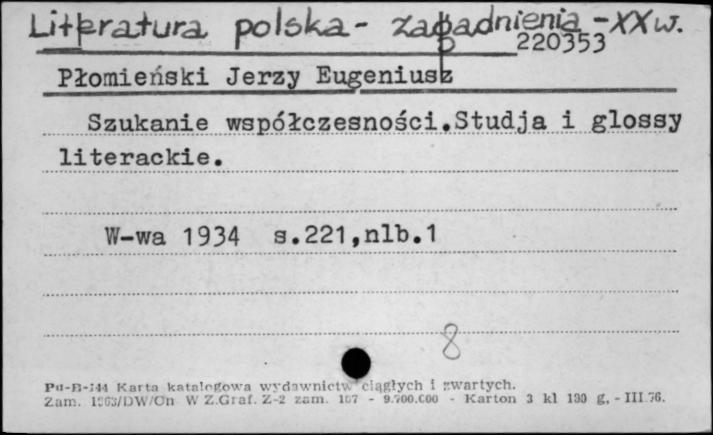 Literatura polska - zagadnienia - XX w.
220353
Płomieński Jerzy Eugeniusz
Szukanie współczesności.Studja i glossy
literackie.
W-wa 1934 s.221,nlb.1
8
Pu-B-144 Karta katalogowa wydawnictw ciągłych i zwartych.
Zam. 1563/DW/Cn W Z.Graf. Z-2 zam. 107 - 9.700.000 - Karton 3 kl 190 g. - III.76.